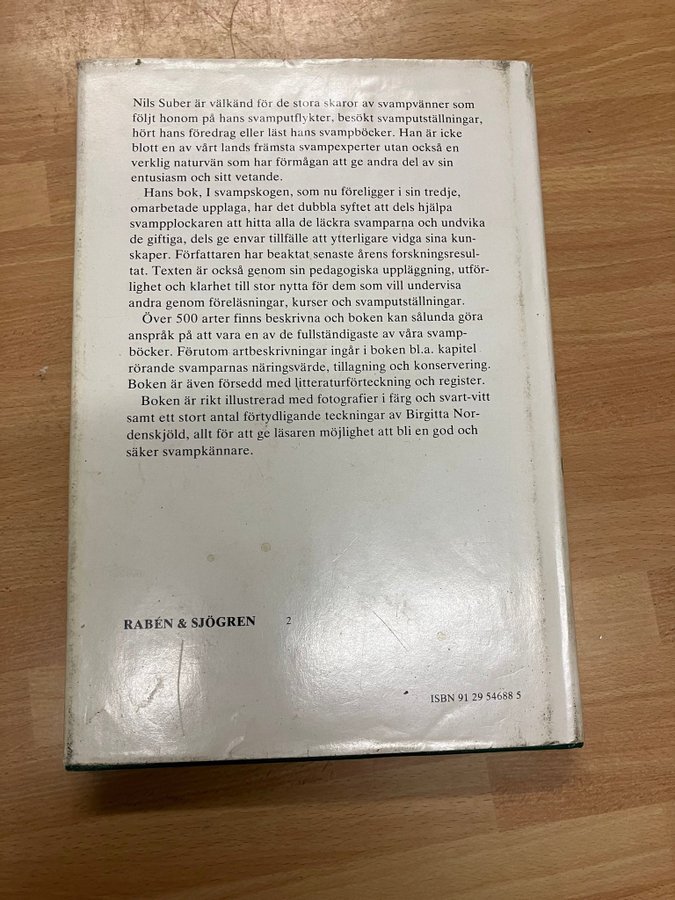 Nils Suber är välkänd för de stora skaror av svampvänner som
följt honom på hans svamputflykter, besökt svamputställningar,
hört hans föredrag eller läst hans svampböcker. Han är icke
blott en av vårt lands främsta svampexperter utan också en
verklig naturvän som har förmågan att ge andra del av sin
entusiasm och sitt vetande.
Hans bok, I svampskogen, som nu föreligger i sin tredje,
omarbetade upplaga, har det dubbla syftet att dels hjälpa
svampplockaren att hitta alla de läckra svamparna och undvika
de giftiga, dels ge envar tillfälle att ytterligare vidga sina kun-
skaper. Författaren har beaktat senaste årens forskningsresul-
tat. Texten är också genom sin pedagogiska uppläggning, utför-
lighet och klarhet till stor nytta för dem som vill undervisa
andra genom föreläsningar, kurser och svamputställningar.
Över 500 arter finns beskrivna och boken kan sålunda göra
anspråk på att vara en av de fullständigaste av våra svamp-
böcker. Förutom artbeskrivningar ingår i boken bl.a. kapitel
rörande svamparnas näringsvärde, tillagning och konservering.
Boken är även försedd med litteraturförteckning och register.
Boken är rikt illustrerad med fotografier i färg och svart-vitt
samt ett stort antal förtydligande teckningar av Birgitta Nor-
denskjöld, allt för att ge läsaren möjlighet att bli en god och
säker svampkännare.
RABÉN & SJÖGREN 2
ISBN 91 29 54688 5